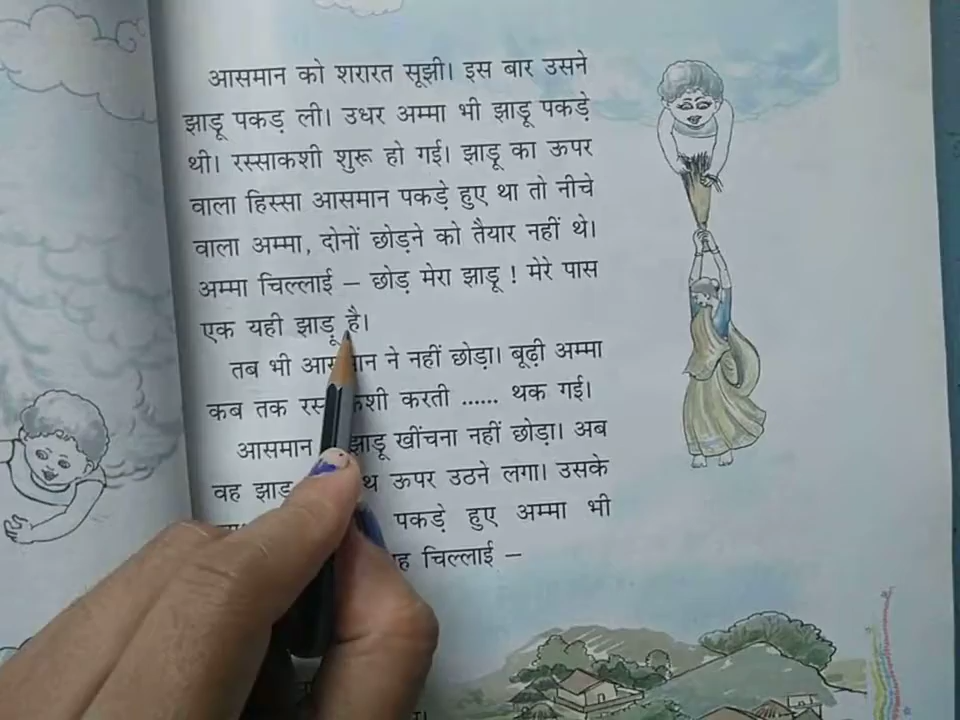 आसमान को शरारत सूझी। इस बार उसने
झाड़ू पकड़ ली। उधर अम्मा भी झाड़ू पकड़े
थी। रस्साकशी शुरू हो गई। झाड़ू का ऊपर
वाला हिस्सा आसमान पकड़े हुए था तो नीचे
वाला अम्मा, दोनों छोड़ने को तैयार नहीं थे।
अम्मा चिल्लाई – छोड़ मेरा झाड़ू ! मेरे पास
एक यही झाड़ू है।
तब भी ने नहीं छोड़ा। बूढ़ी अम्मा
कब तक करती ...... थक गई।
आसमान झाड़ू खींचना नहीं छोड़ा। अब
वह ऊपर उठने लगा। उसके
पकड़े हुए अम्मा भी
चिल्लाई –